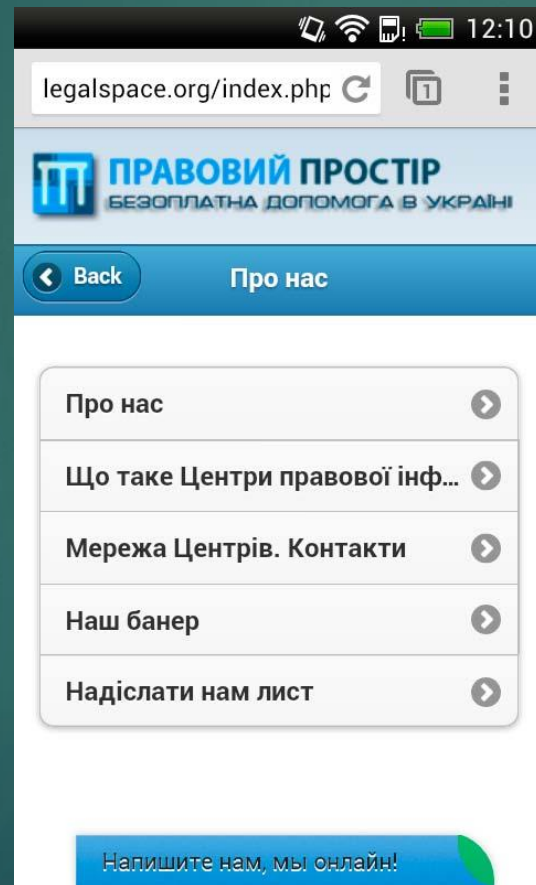 12:10
legalspace.org/index.php
1
ПРАВОВИЙ ПРОСТІР
БЕЗОПЛАТНА ДОПОМОГА В УКРАЇНІ
Back
Про нас
Про нас
Що таке Центри правової інф...
Мережа Центрів. Контакти
Наш банер
Надіслати нам лист
Напишите нам, мы онлайн!